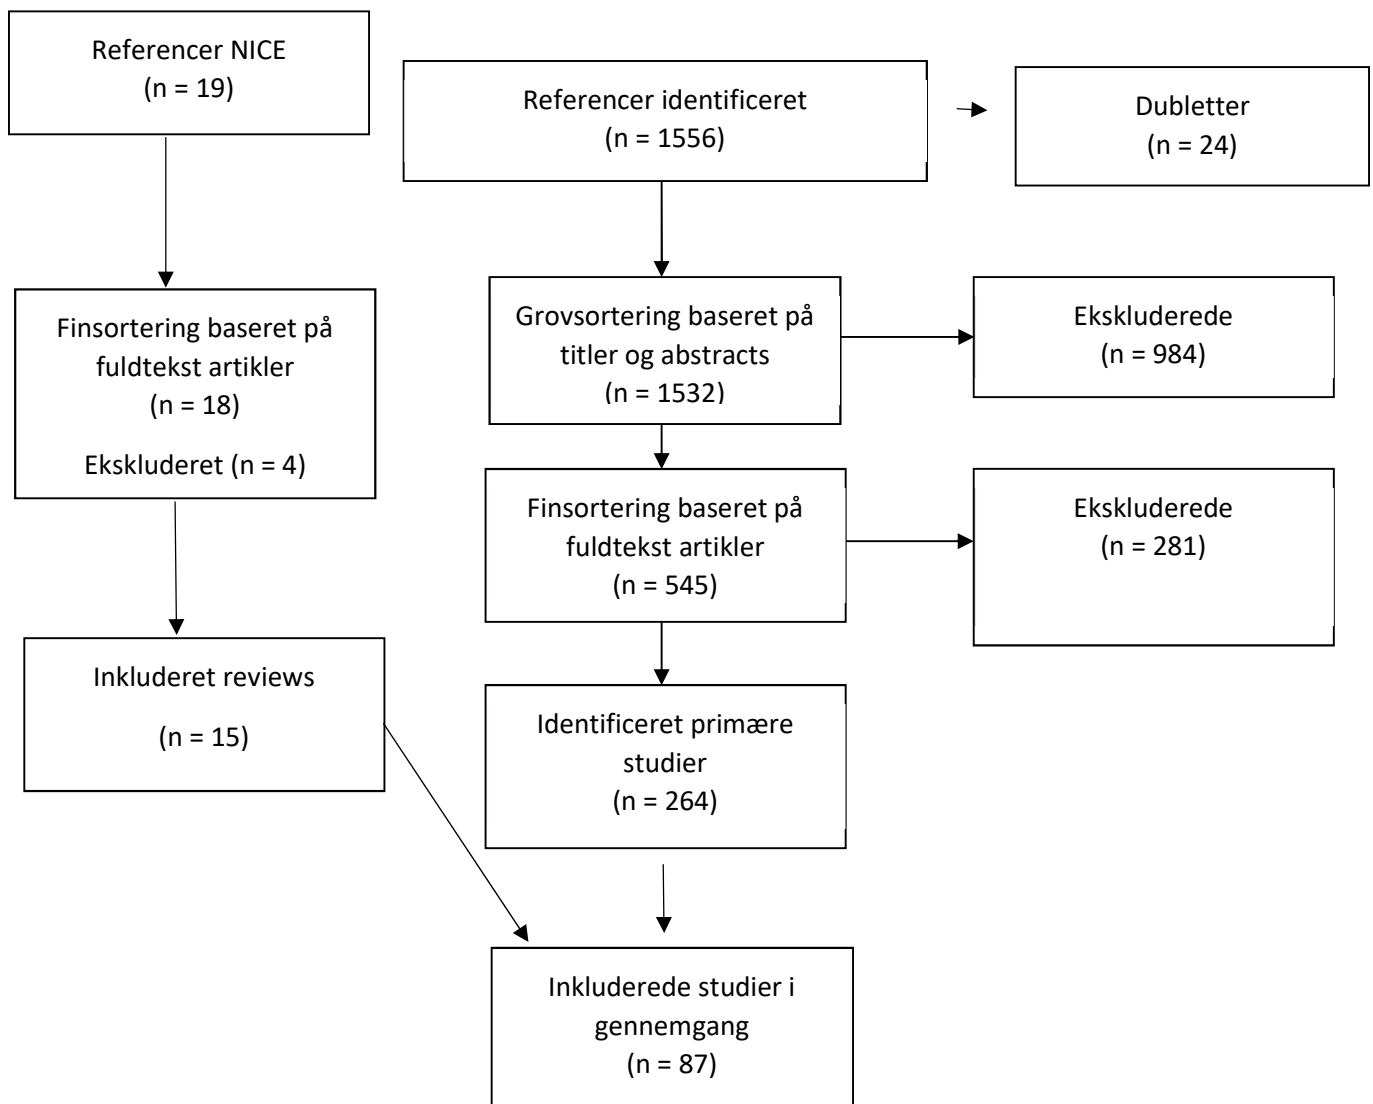 Referencer NICE
(n = 19)
Referencer identificeret
(n = 1556)
Dubletter
(n = 24)
Finsortering baseret på
fuldtekst artikler
(n = 18)
Ekskluderet (n = 4)
Grovsortering baseret på
titler og abstracts
(n = 1532)
Ekskluderede
(n = 984)
Finsortering baseret på
fuldtekst artikler
(n = 545)
Ekskluderede
(n = 281)
Inkluderet reviews
(n = 15)
Identificeret primære
studier
(n = 264)
Inkluderede studier i
gennemgang
(n = 87)